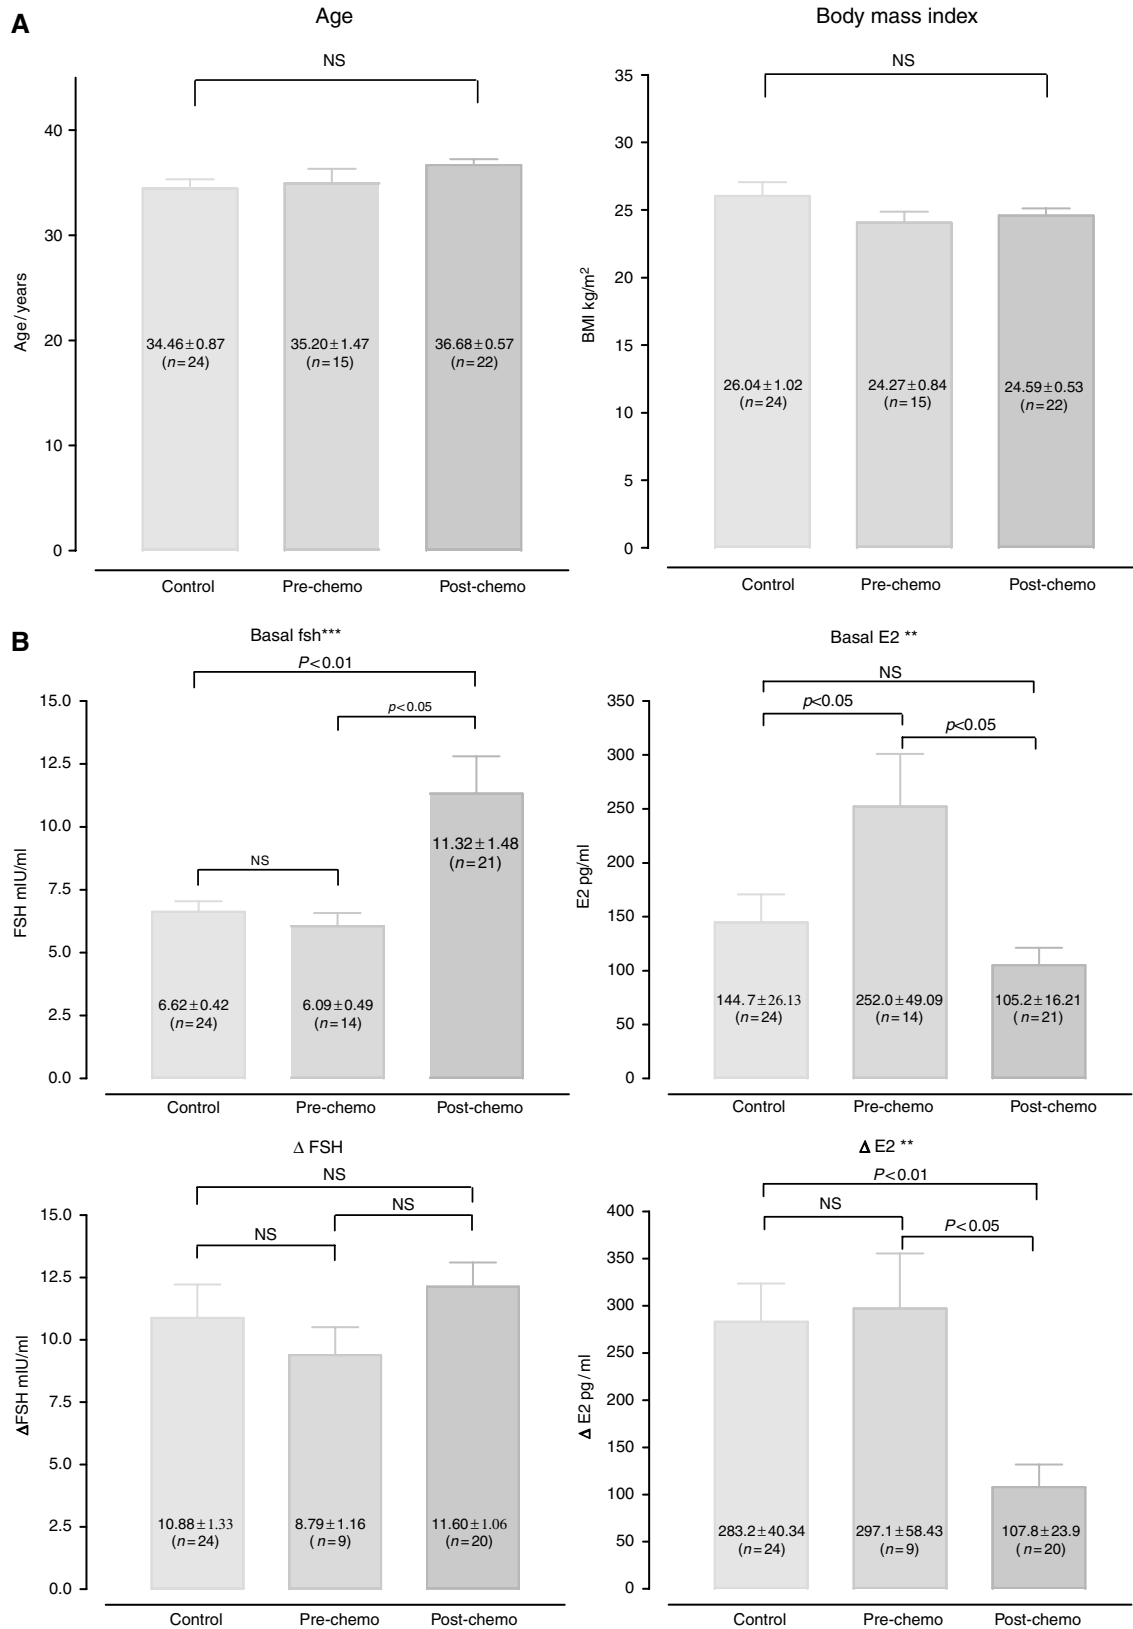 A
Age
Body mass index
NS
NS
40
30
20
10
0
Age/years
34.46±0.87
(n=24)
35.20±1.47
(n=15)
36.68±0.57
(n=22)
Control
Pre-chemo
Post-chemo
35
30
25
20
15
10
5
0
BMI kg/m²
26.04±1.02
(n=24)
24.27±0.84
(n=15)
24.59±0.53
(n=22)
Control
Pre-chemo
Post-chemo
B
Basal fsh***
P<0.01
p<0.05
NS
15.0
12.5
10.0
7.5
5.0
2.5
0.0
FSH mIU/ml
6.62±0.42
(n=24)
6.09±0.49
(n=14)
11.32±1.48
(n=21)
Control
Pre-chemo
Post-chemo
Basal E2 **
NS
p<0.05
p<0.05
350
300
250
200
150
100
50
0
E2 pg/ml
144.7±26.13
(n=24)
252.0±49.09
(n=14)
105.2±16.21
(n=21)
Control
Pre-chemo
Post-chemo
Δ FSH
NS
NS
NS
15.0
12.5
10.0
7.5
5.0
2.5
0.0
ΔFSH mIU/ml
10.88±1.33
(n=24)
8.79±1.16
(n=9)
11.60±1.06
(n=20)
Control
Pre-chemo
Post-chemo
Δ E2 **
P<0.01
NS
P<0.05
400
350
300
250
200
150
100
50
0
Δ E2 pg/ml
283.2±40.34
(n=24)
297.1±58.43
(n=9)
107.8±23.9
(n=20)
Control
Pre-chemo
Post-chemo